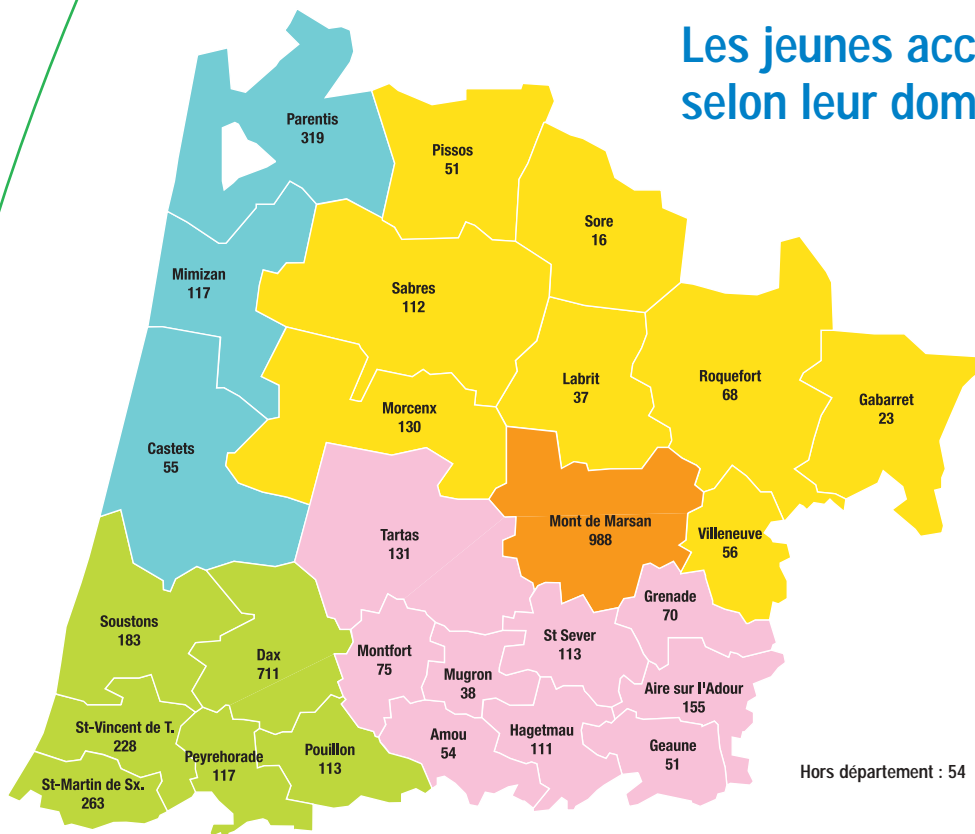 Les jeunes acc
selon leur dom
Parentis
319
Pissos
51
Sore
16
Mimizan
117
Sabres
112
Labrit
37
Roquefort
68
Gabarret
23
Morcenx
130
Castets
55
Mont de Marsan
988
Tartas
131
Villeneuve
56
Grenade
70
Soustons
183
Dax
711
Montfort
75
St Sever
113
Mugron
38
Aire sur l'Adour
155
St-Vincent de T.
228
Peyrehorade
117
Pouillon
113
Amou
54
Hagetmau
111
Geaune
51
St-Martin de Sx.
263
Hors département : 54